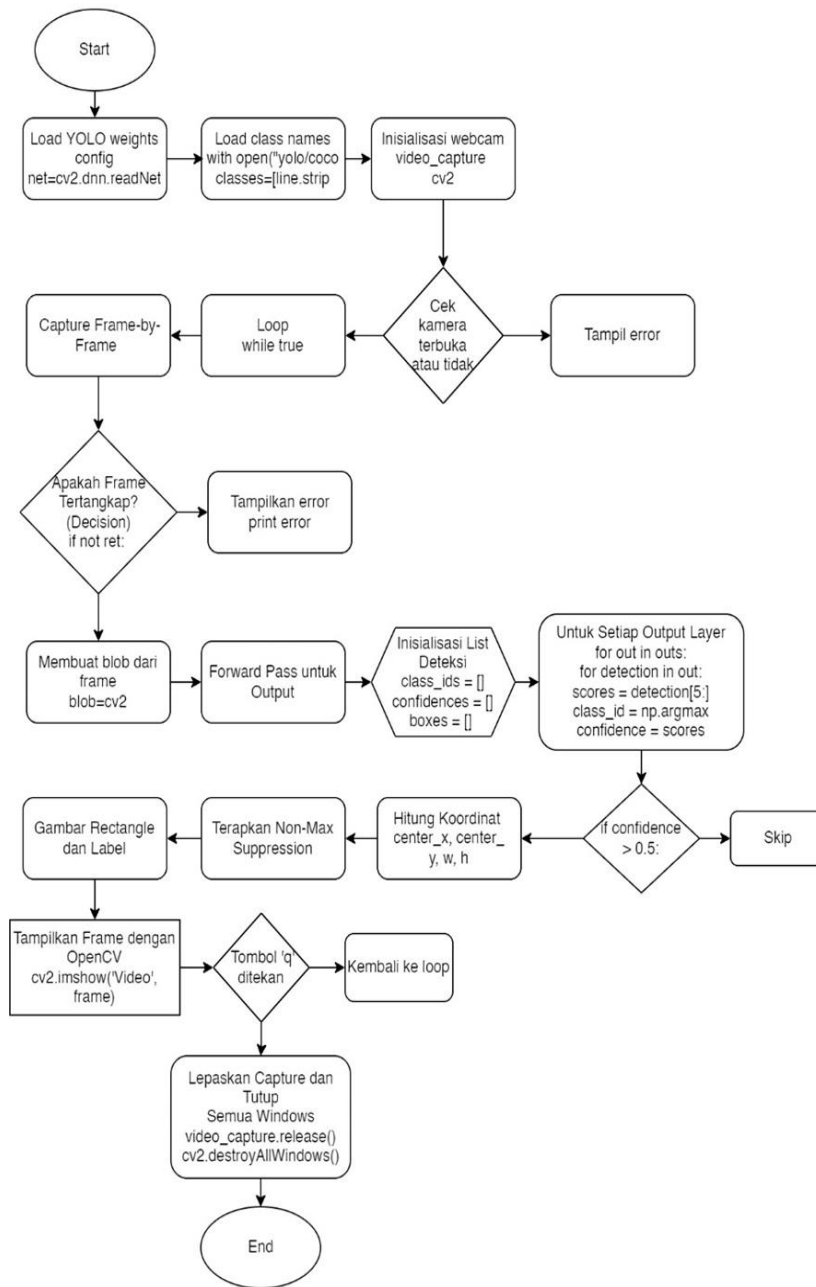 Start
Load YOLO weights
config
net=cv2.dnn.readNet
Load class names
with open("yolo/coco
classes=[line.strip
Inisialisasi webcam
video_capture
cv2
Cek
kamera
terbuka
atau tidak
Tampil error
Loop
while true
Capture Frame-by-
Frame
Apakah Frame
Tertangkap?
(Decision)
if not ret:
Tampilkan error
print error
Membuat blob dari
frame
blob=cv2
Forward Pass untuk
Output
Inisialisasi List
Deteksi
class_ids = []
confidences = []
boxes = []
Untuk Setiap Output Layer
for out in outs:
for detection in out:
scores = detection[5:]
class_id = np.argmax
confidence = scores
if confidence
> 0.5:
Skip
Hitung Koordinat
center_x, center_
y, w, h
Terapkan Non-Max
Suppression
Gambar Rectangle
dan Label
Tampilkan Frame dengan
OpenCV
cv2.imshow('Video',
frame)
Tombol 'q'
ditekan
Kembali ke loop
Lepaskan Capture dan
Tutup
Semua Windows
video_capture.release()
cv2.destroyAllWindows()
End